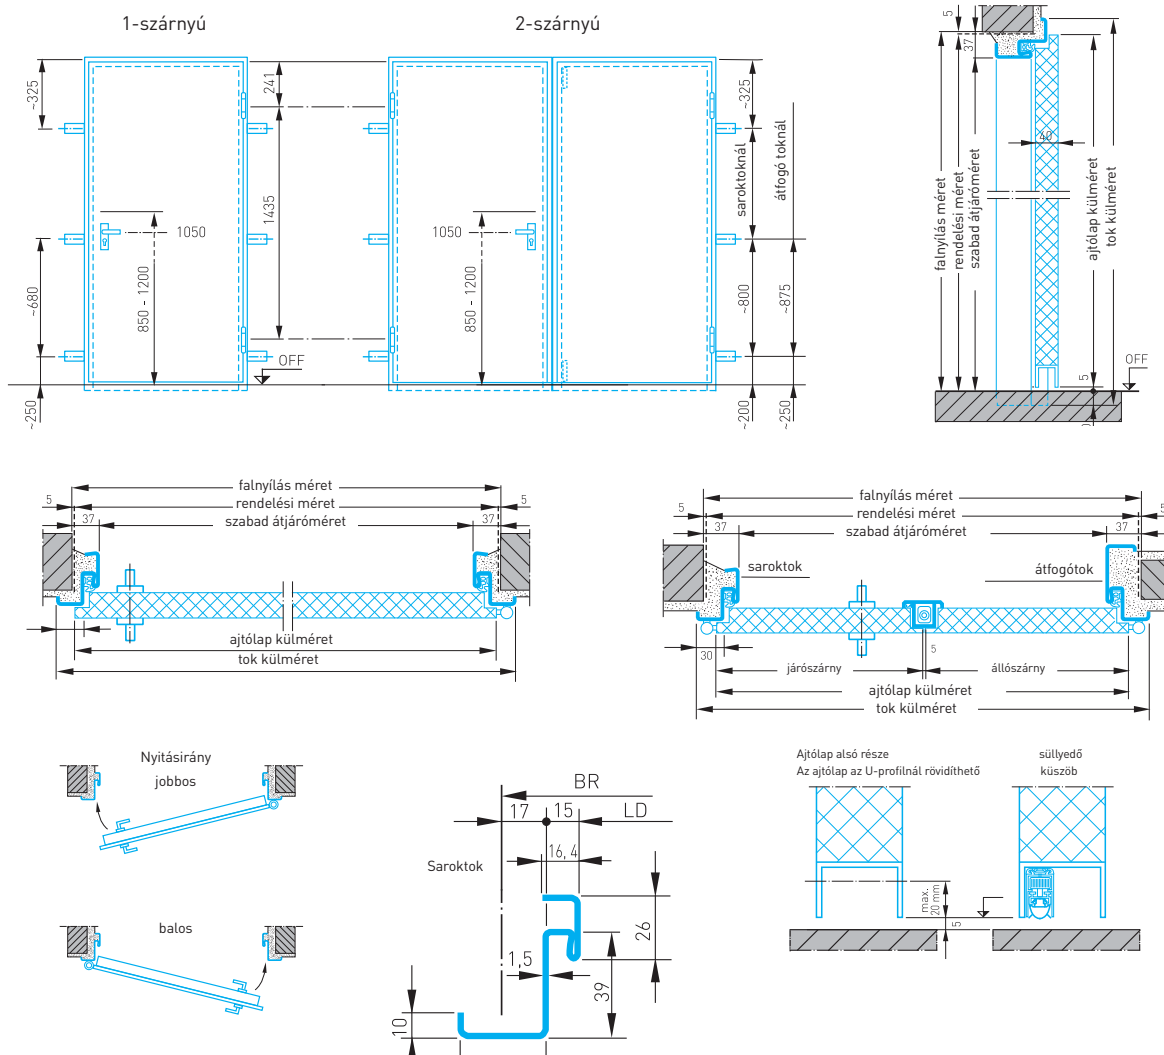 1-szárnyú
2-szárnyú
~325
241
1435
1050
850 - 1200
~680
~250
OFF
1050
850 - 1200
~325
saroktoknál
átfogó toknál
~800
~875
~200
~250
5
37
40
falnyílás méret
rendelési méret
szabad átjáróméret
ajtólap külméret
tok külméret
5
OFF
falnyílás méret
5
rendelési méret
5
37
szabad átjáróméret
37
ajtólap külméret
tok külméret
falnyílás méret
5
rendelési méret
37
szabad átjáróméret
37
saroktok
átfogótok
30
5
járószárny
állószárny
ajtólap külméret
tok külméret
Nyitásirány
jobbos
balos
BR
17
15
LD
16,4
Saroktok
26
1,5
39
10
Ajtólap alsó része
Az ajtólap az U-profilnál rövidíthető
süllyedő
küszöb
max.
20 mm
5